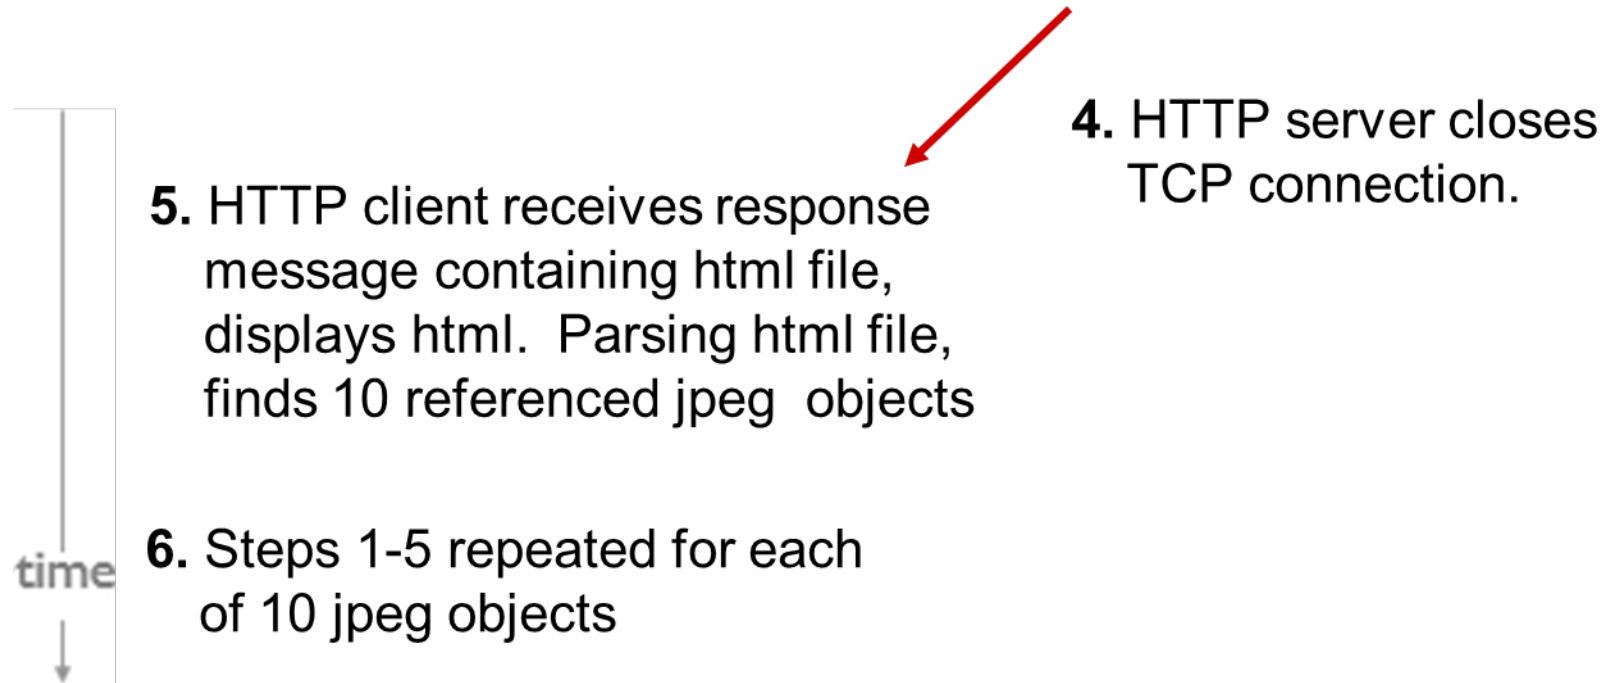 4. HTTP server closes
TCP connection.
5. HTTP client receives response
message containing html file,
displays html.  Parsing html file,
finds 10 referenced jpeg  objects
6. Steps 1-5 repeated for each
of 10 jpeg objects
time